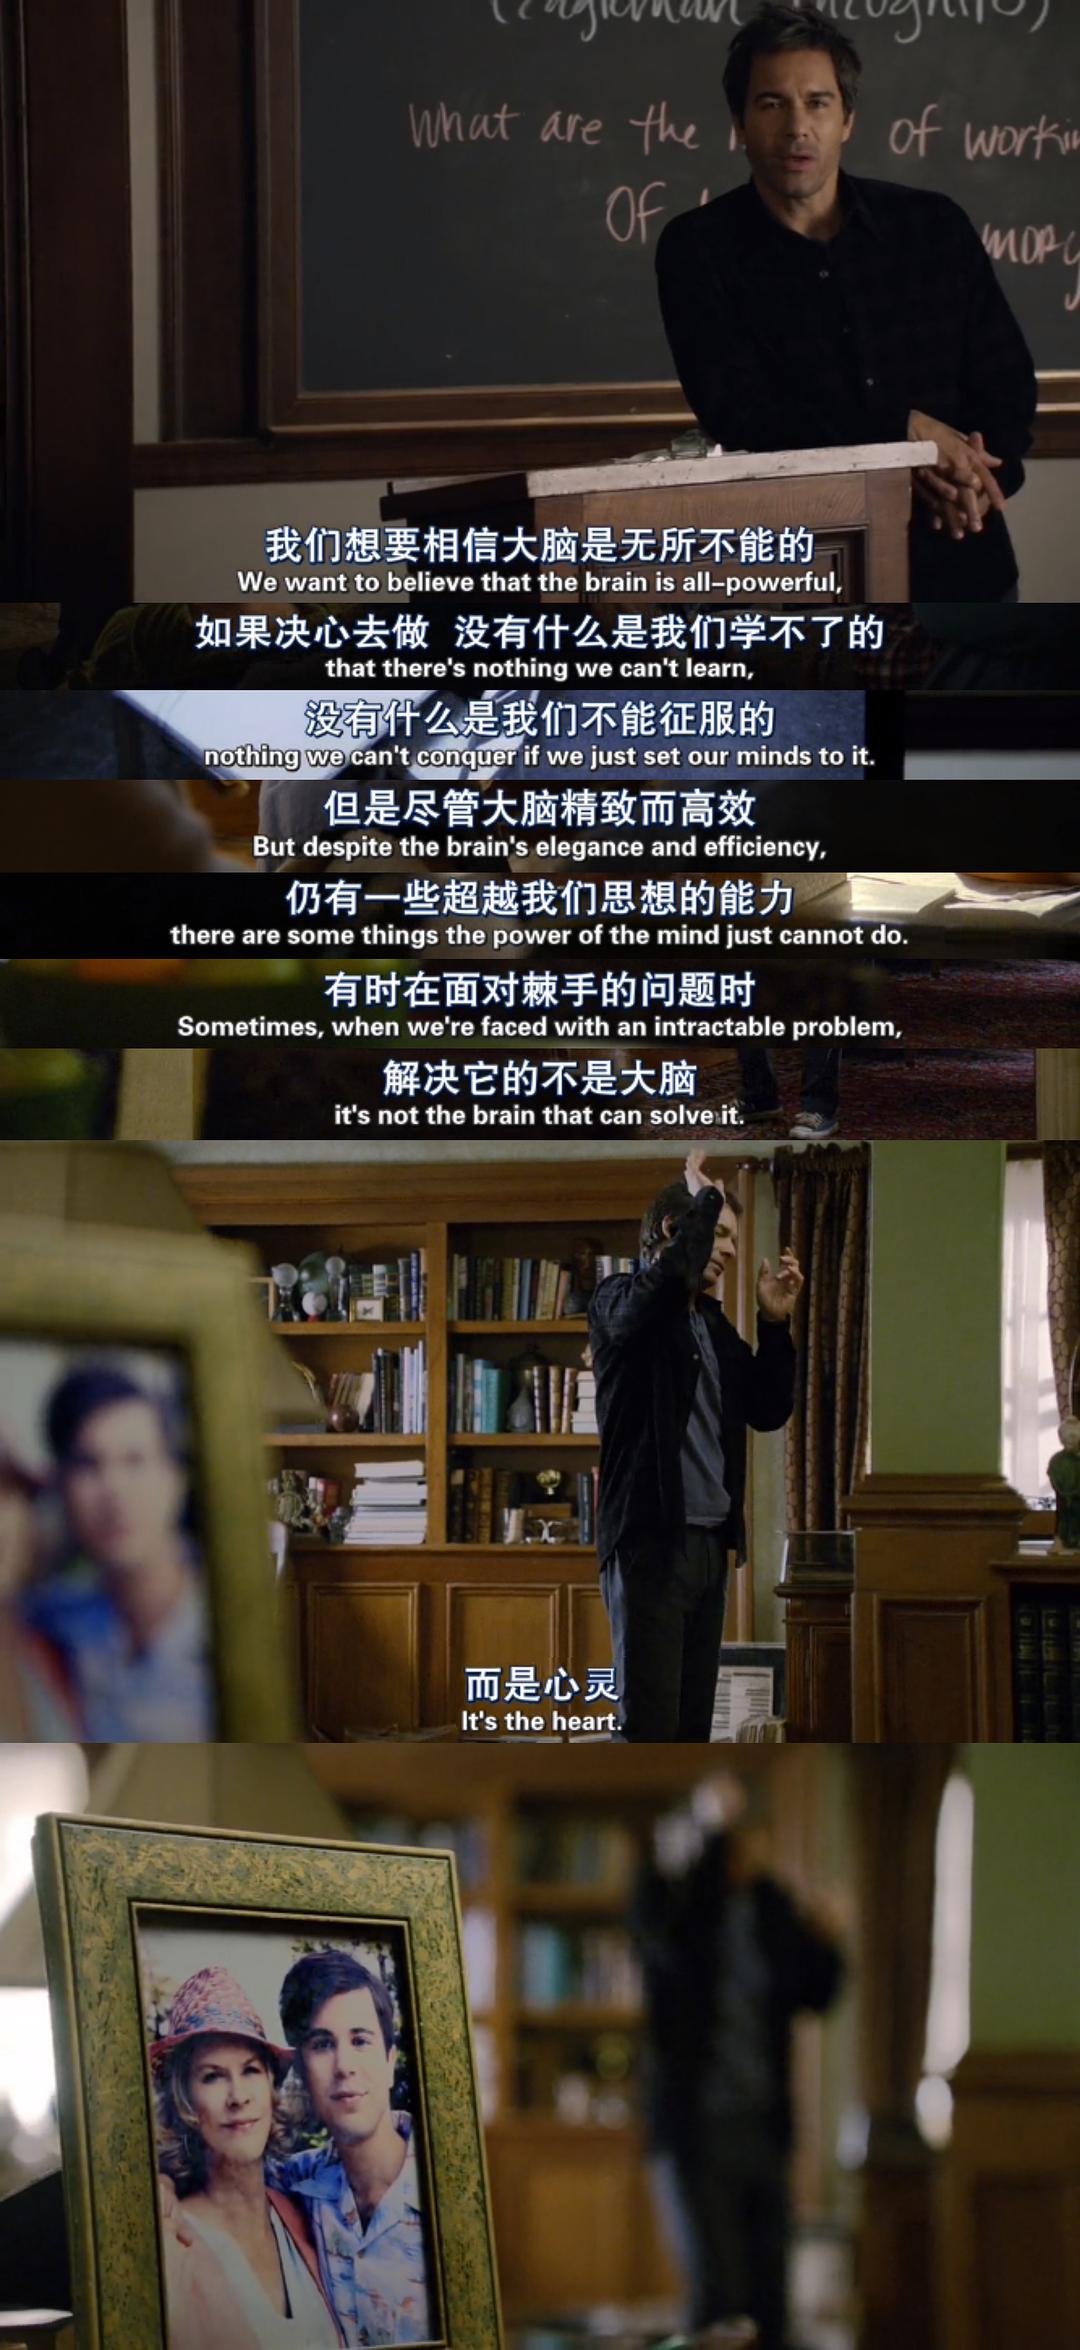 What are the
of
Of
我们想要相信大脑是无所不能的
We want to believe that the brain is all-powerful,
如果决心去做 没有什么是我们学不了的
that there's nothing we can't learn,
没有什么是我们不能征服的
nothing we can't conquer if we just set our minds to it.
但是尽管大脑精致而高效
But despite the brain's elegance and efficiency,
仍有一些超越我们思想的能力
there are some things the power of the mind just cannot do.
有时在面对棘手的问题时
Sometimes, when we're faced with an intractable problem,
解决它的不是大脑
it's not the brain that can solve it.
而是心灵
It's the heart.